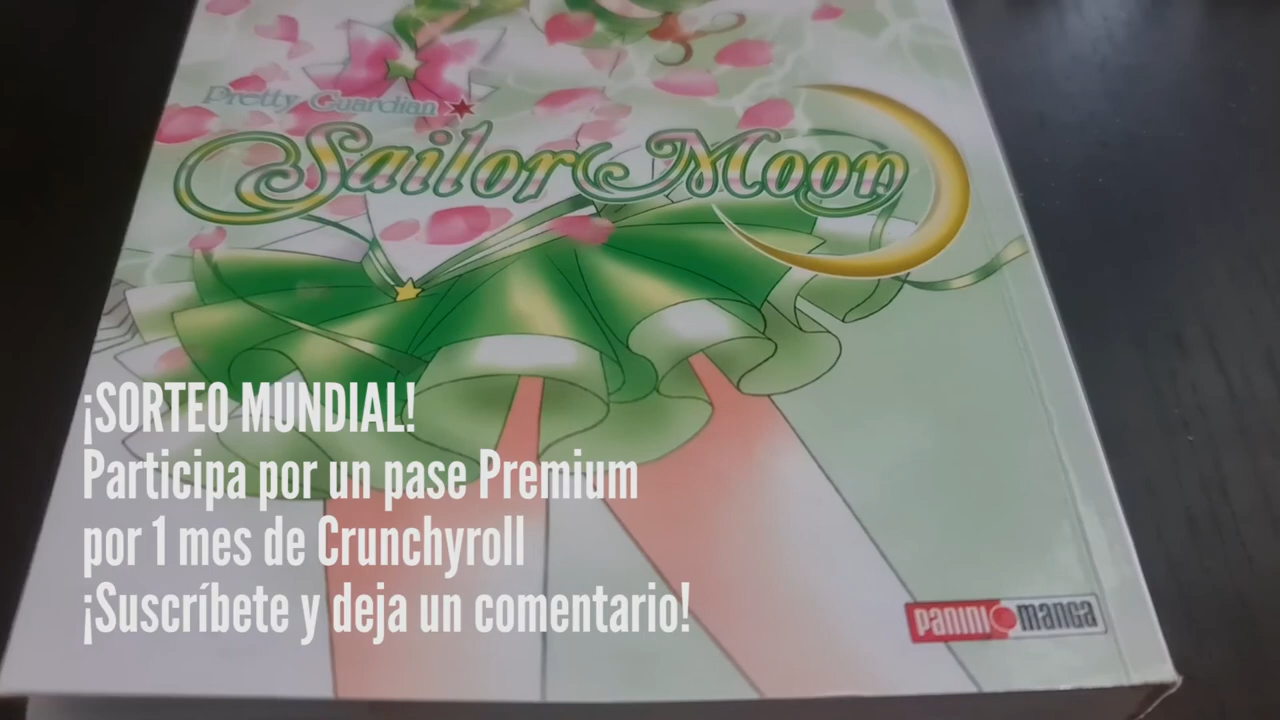 Pretty Guardian
Sailor Moon
¡SORTEO MUNDIAL!
Participa por un pase Premium
por 1 mes de Crunchyroll
¡Suscríbete y deja un comentario!
PANINI manga